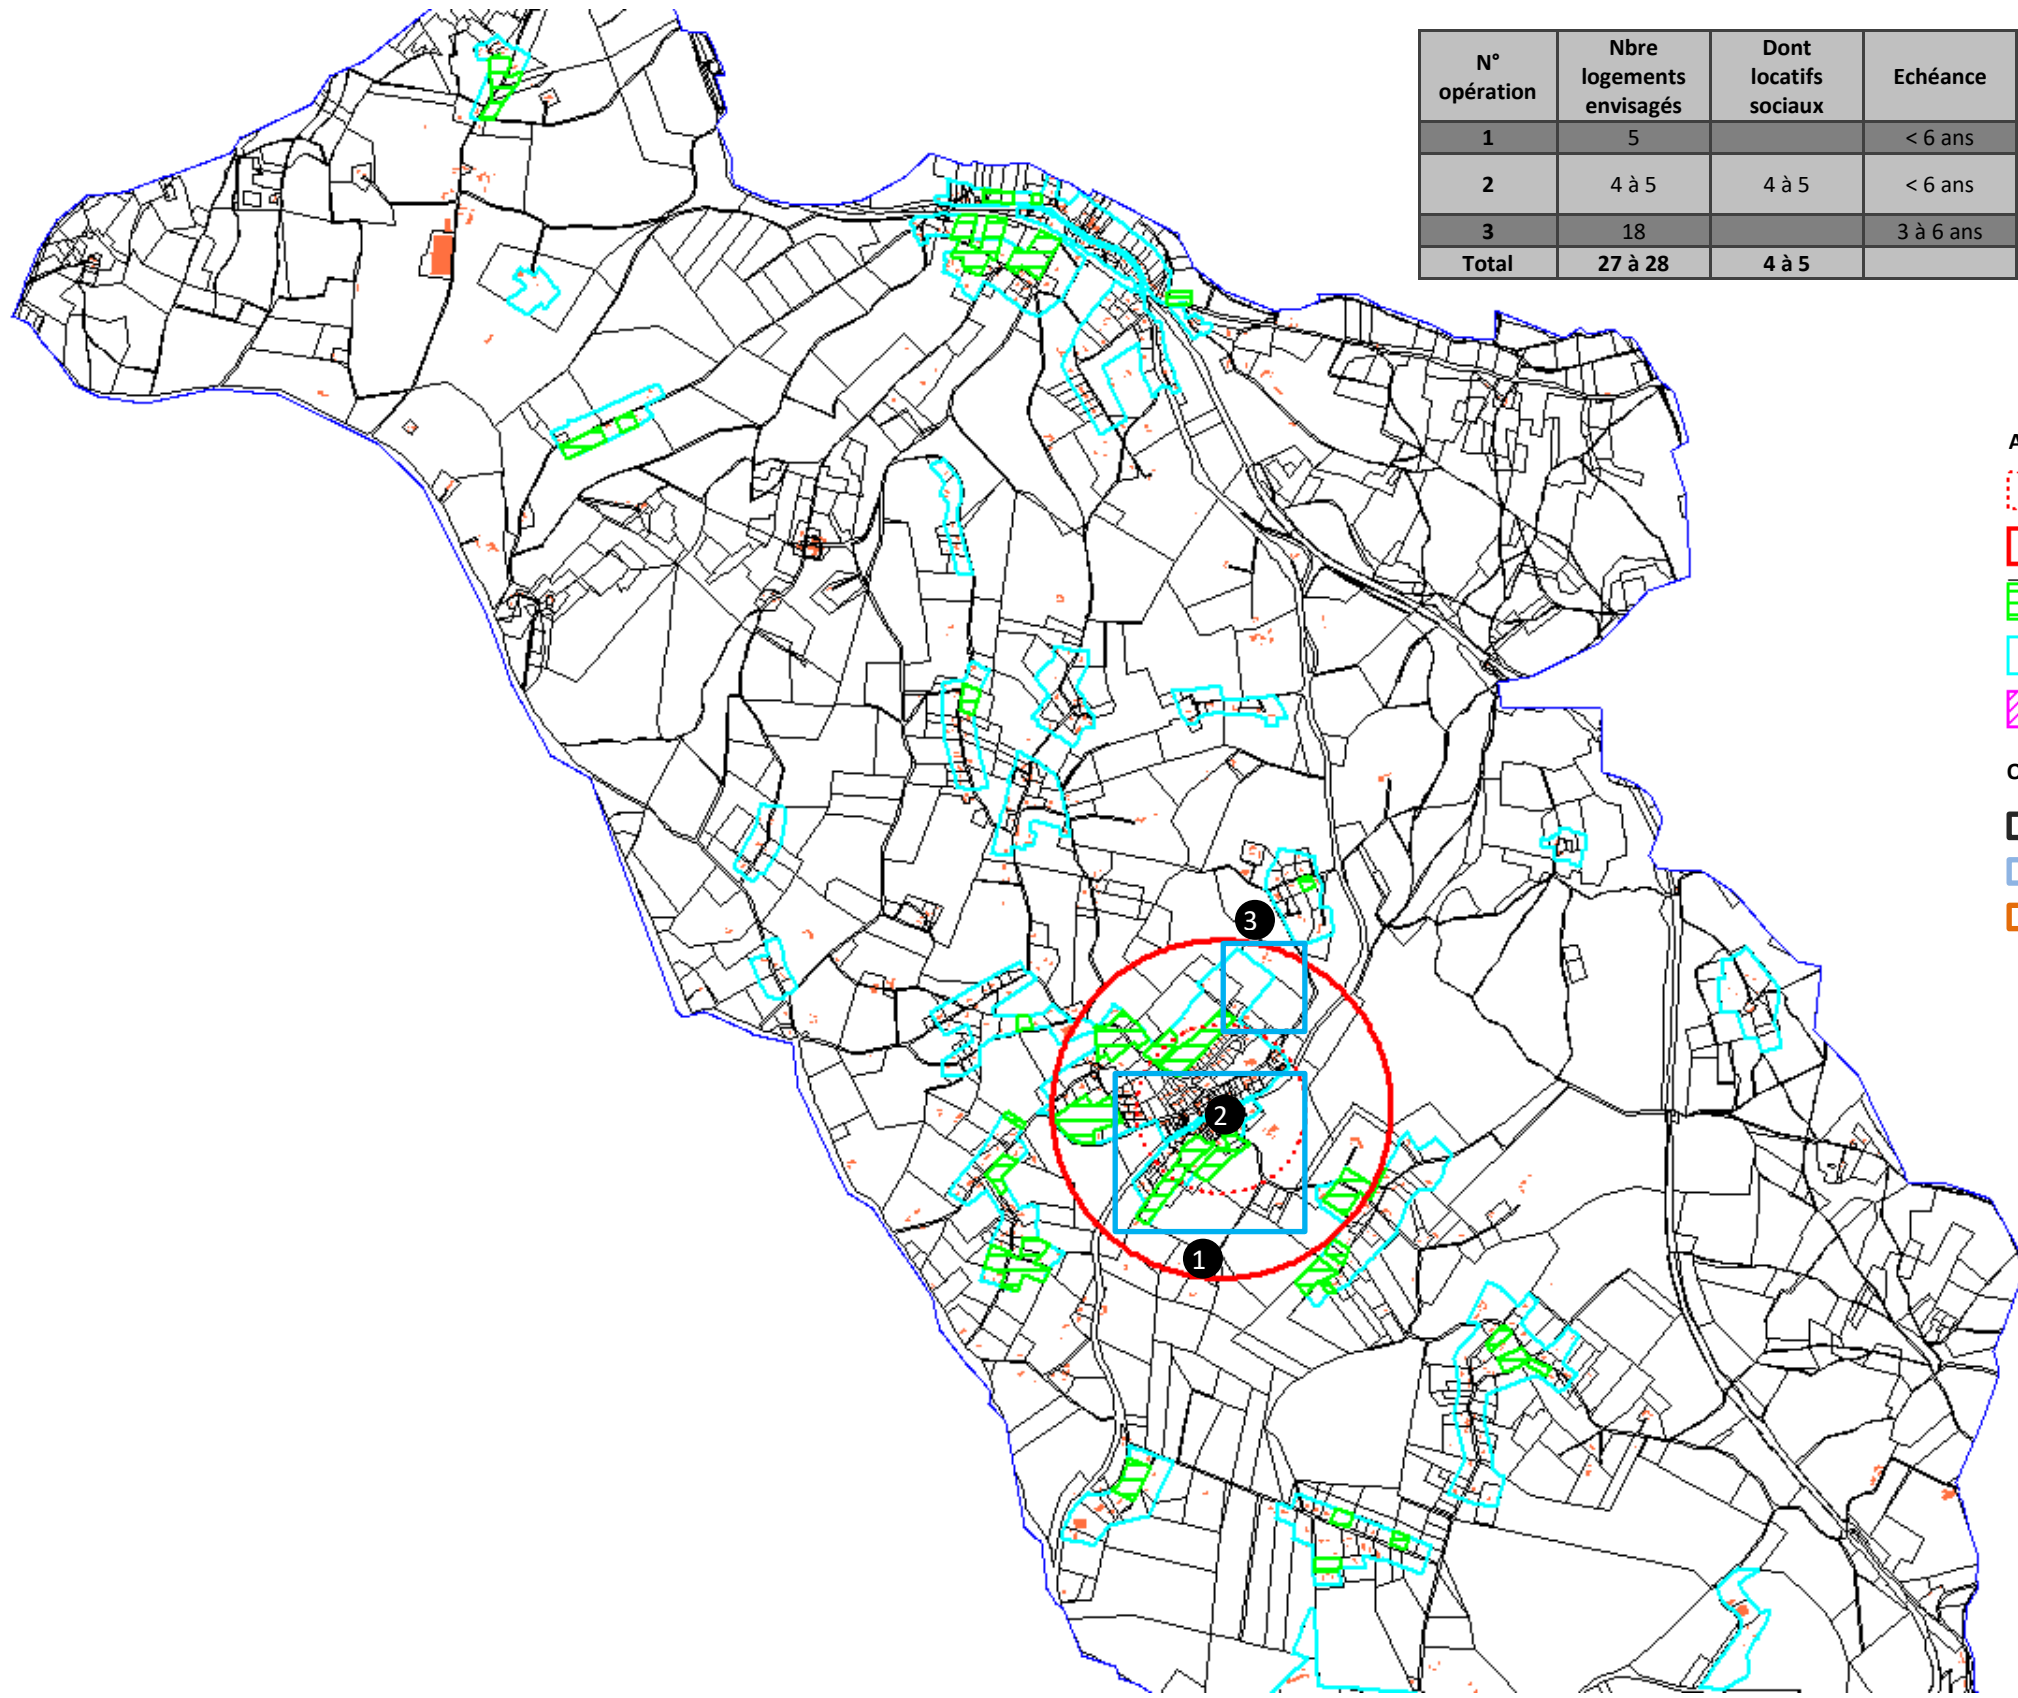 N° opération | Nbre logements envisagés | Dont locatifs sociaux | Echéance
1 | 5 | | < 6 ans
2 | 4 à 5 | 4 à 5 | < 6 ans
3 | 18 | | 3 à 6 ans
Total | 27 à 28 | 4 à 5 |
3
2
1